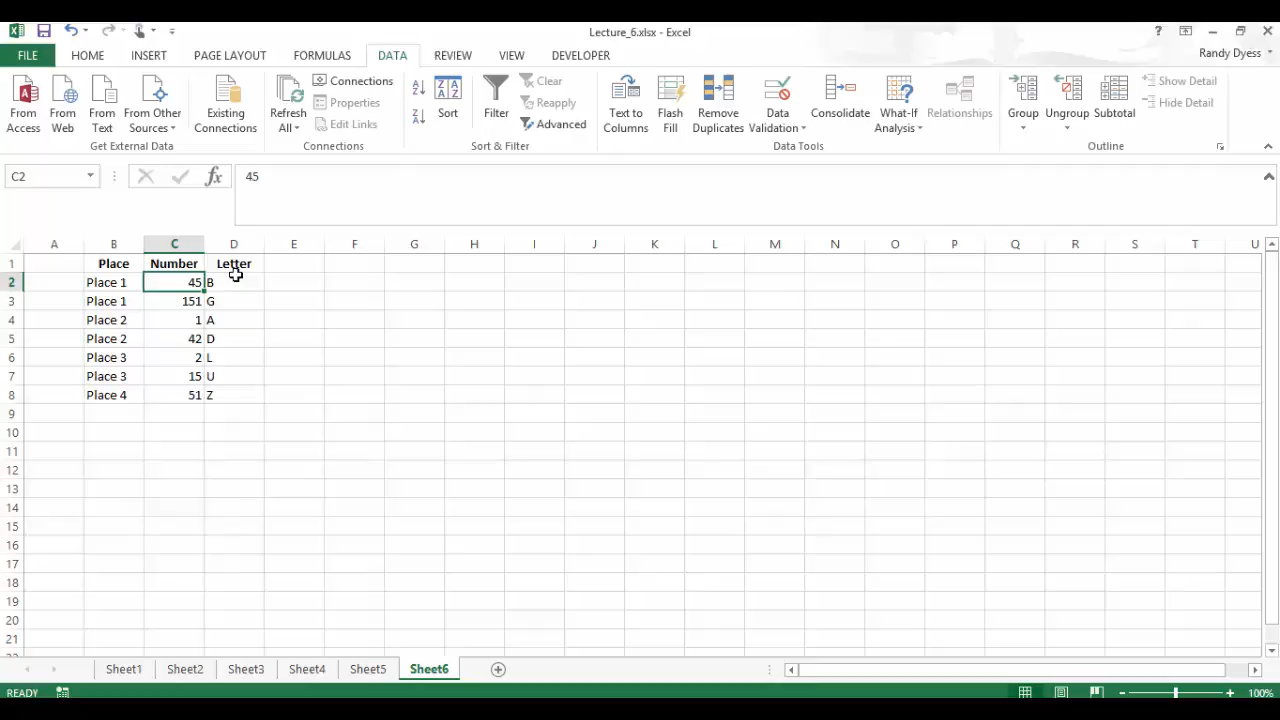 Lecture_6.xlsx - Excel
FILE HOME INSERT PAGE LAYOUT FORMULAS DATA REVIEW VIEW DEVELOPER Randy Dyess
From Access
From Web
From Text
From Other Sources
Existing Connections
Get External Data
Refresh All
Connections
Properties
Edit Links
Connections
Sort
Filter
Clear
Reapply
Advanced
Sort & Filter
Text to Columns
Flash Fill
Remove Duplicates
Data Validation
Consolidate
What-If Analysis
Relationships
Data Tools
Group
Ungroup
Subtotal
Show Detail
Hide Detail
Outline
C2 fx 45
A B C D E F G H I J K L M N O P Q R S T U
1 Place Number Letter
2 Place 1 45 B
3 Place 1 151 G
4 Place 2 1 A
5 Place 2 42 D
6 Place 3 2 L
7 Place 3 15 U
8 Place 4 51 Z
9
10
11
12
13
14
15
16
17
18
19
20
21
Sheet1 Sheet2 Sheet3 Sheet4 Sheet5 Sheet6
READY 100%